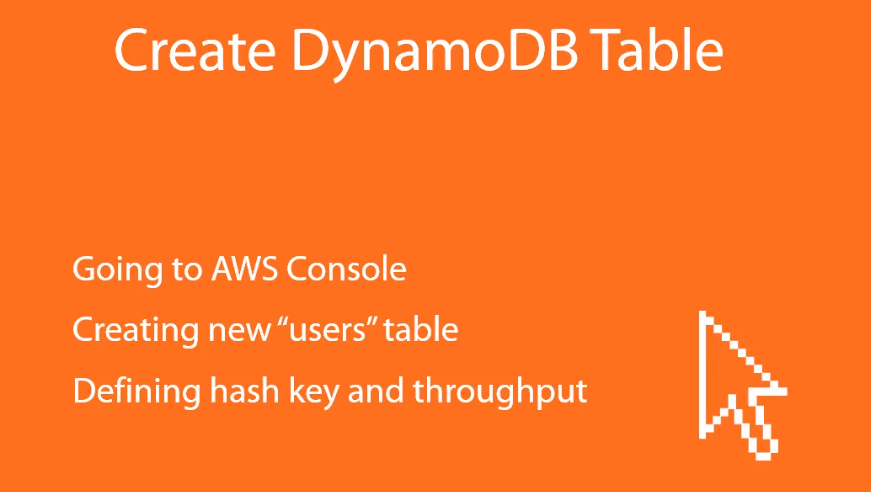 Create DynamoDB Table
Going to AWS Console
Creating new “users” table
Defining hash key and throughput